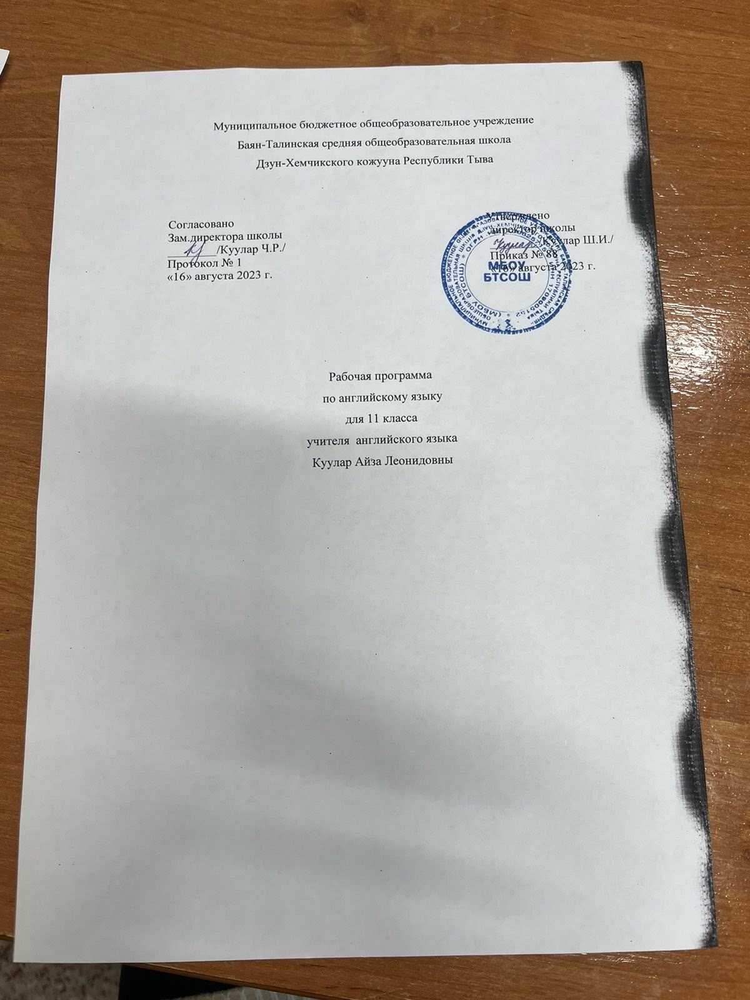 Муниципальное бюджетное общеобразовательное учреждение
Баян-Талинская средняя общеобразовательная школа
Дзун-Хемчикского кожууна Республики Тыва
Согласовано
Зам.директора школы
/Куулар Ч.Р./
Протокол № 1
«16» августа 2023 г.
Утверждено
директор школы
/Куулар Ш.И./
Приказ № 88
«16» августа 2023 г.
МБОУ
БТСОШ
Рабочая программа
по английскому языку
для 11 класса
учителя английского языка
Куулар Айза Леонидовны